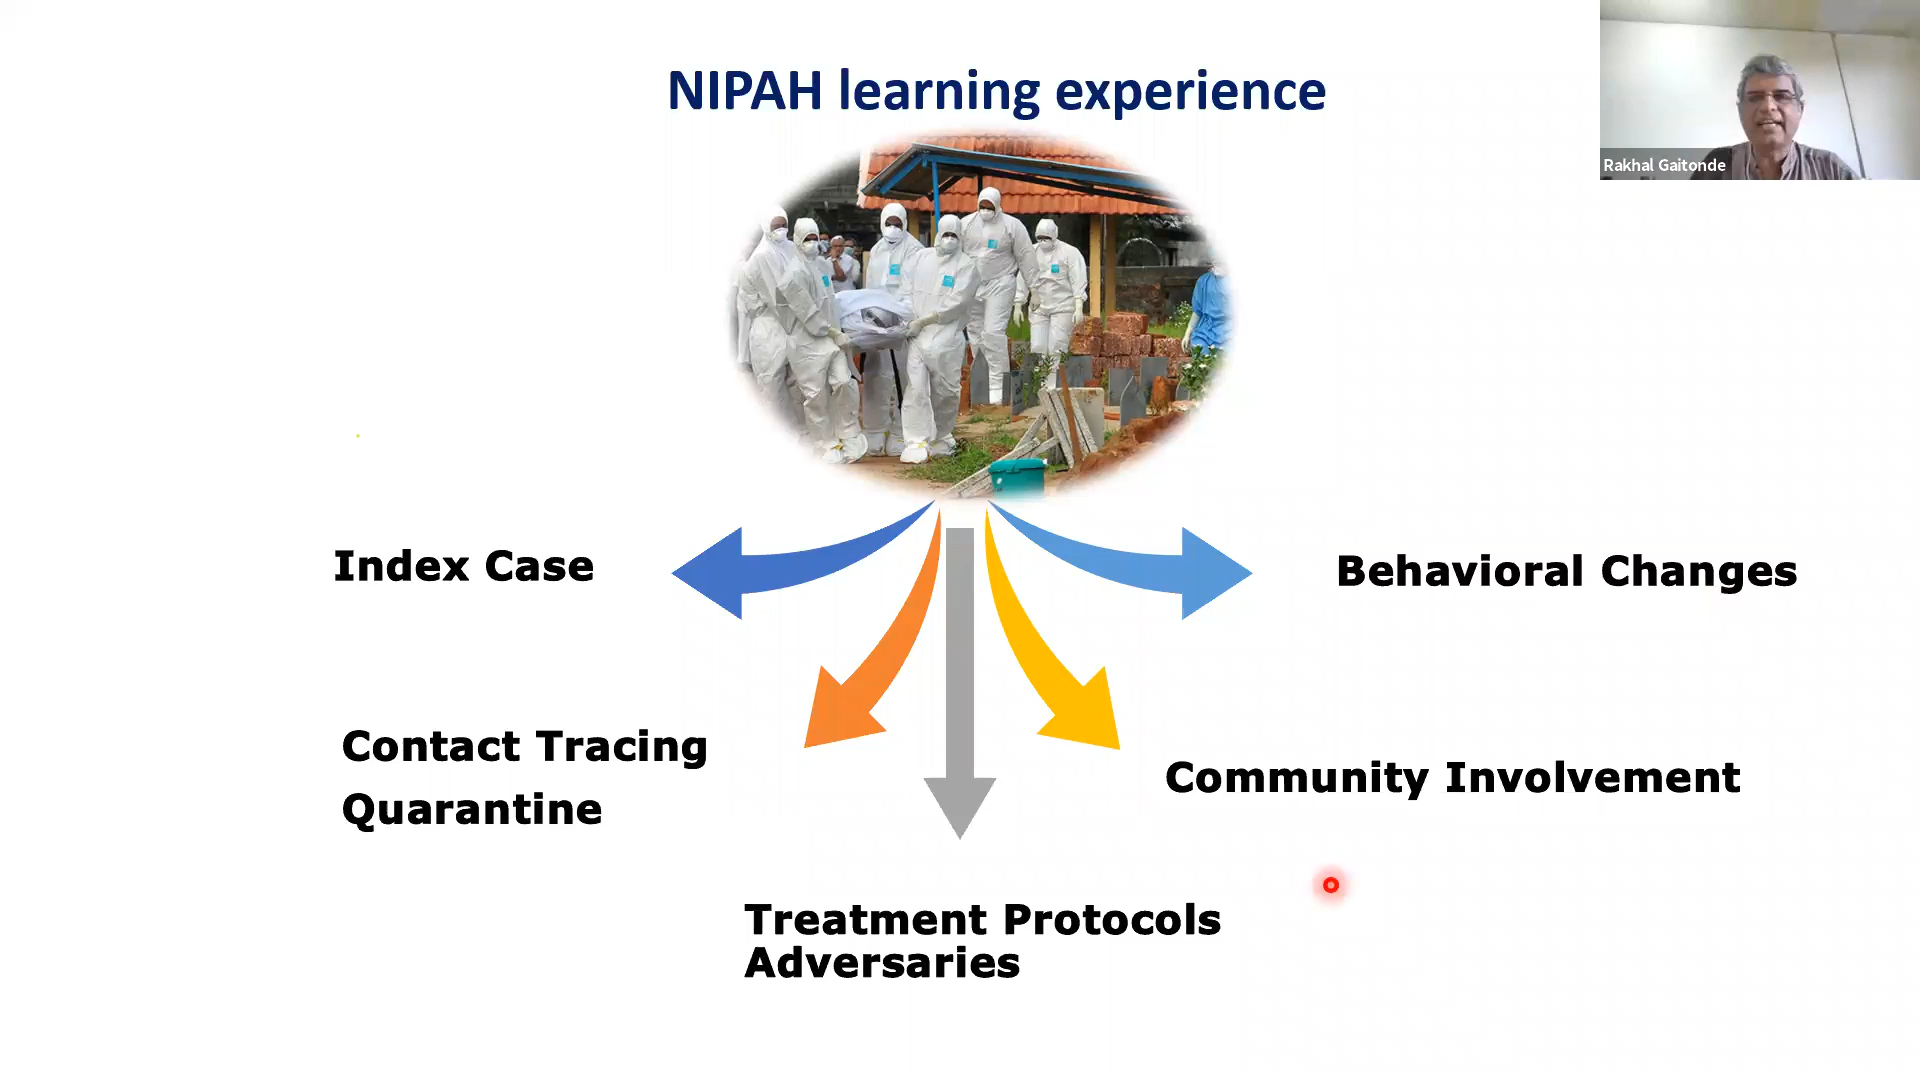 NIPAH learning experience
Rakhal Gaitonde
Index Case
Behavioral Changes
Contact Tracing
Quarantine
Community Involvement
Treatment Protocols
Adversaries